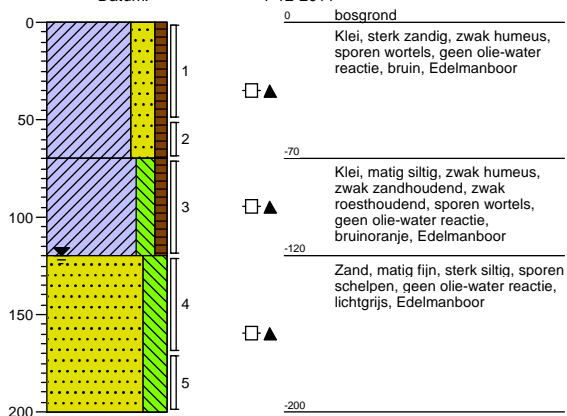 0
bosgrond
0
Klei, sterk zandig, zwak humeus,
sporen wortels, geen olie-water
reactie, bruin, Edelmanboor
1
50
2
-70
Klei, matig siltig, zwak humeus,
zwak zandhoudend, zwak
roesthoudend, sporen wortels,
geen olie-water reactie,
bruinoranje, Edelmanboor
3
100
-120
Zand, matig fijn, sterk siltig, sporen
schelpen, geen olie-water reactie,
lichtgrijs, Edelmanboor
4
150
5
200
-200